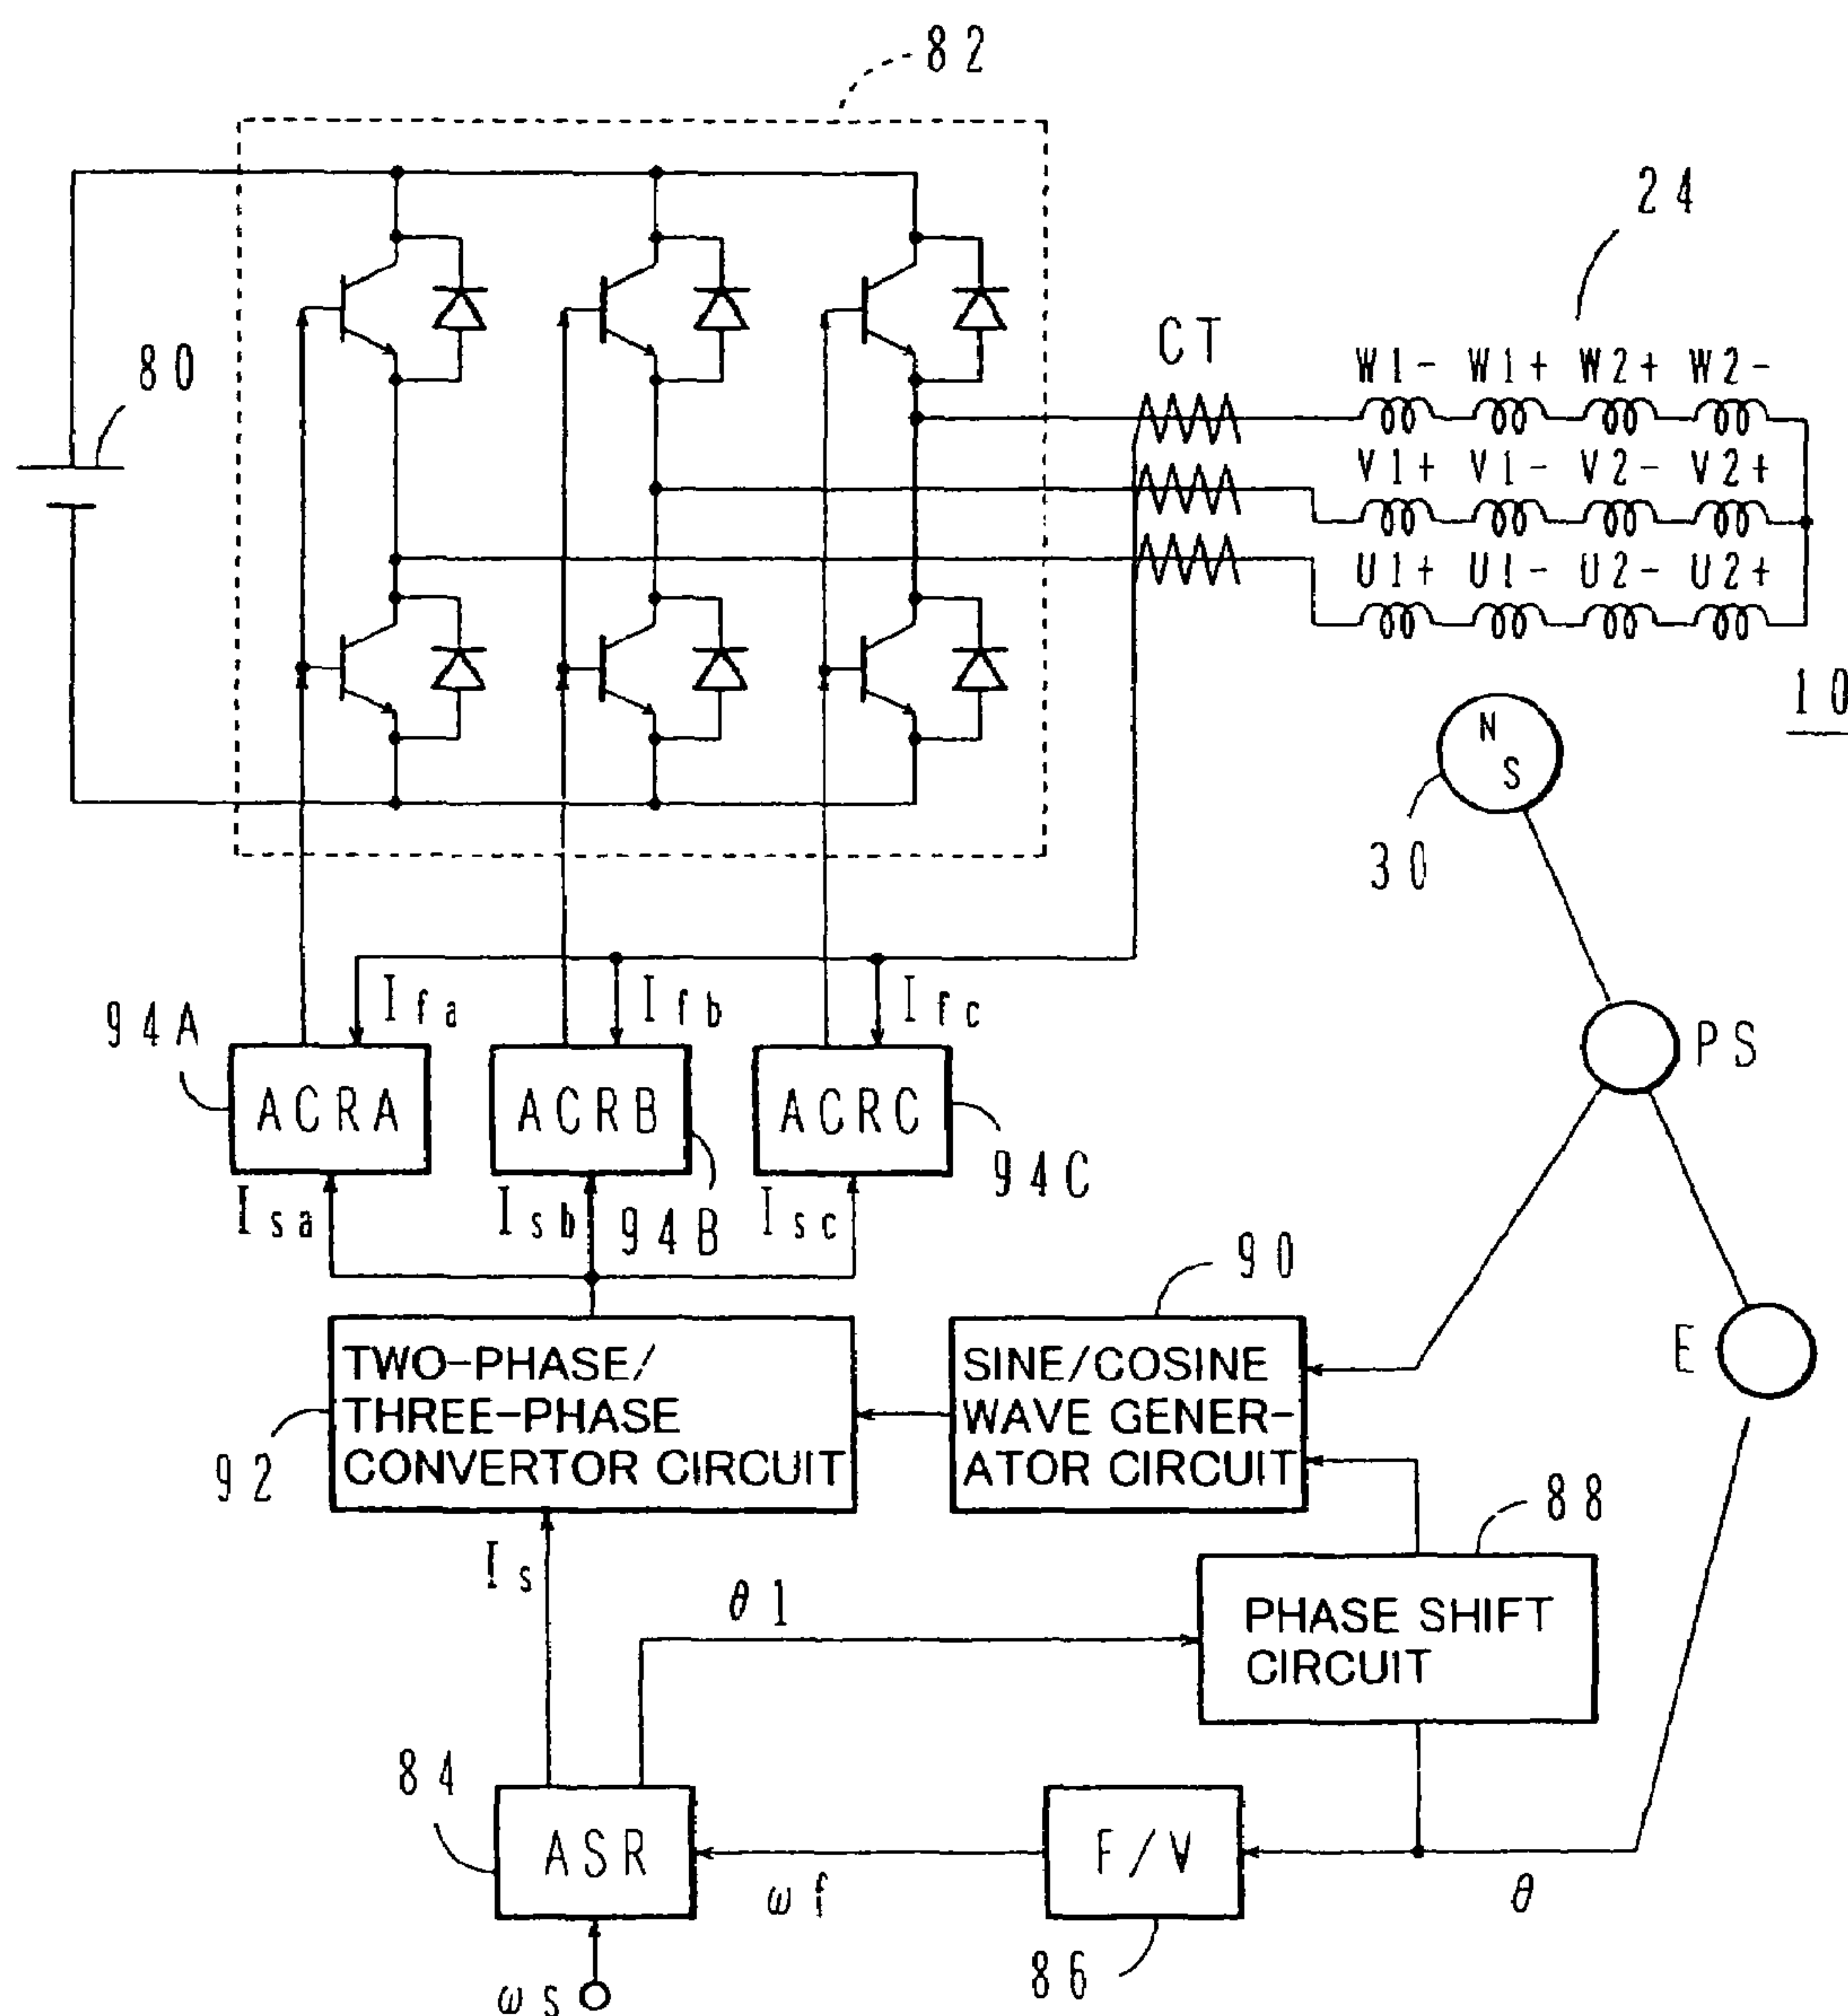 82
24
80
CT
W1- W1+ W2+ W2-
V1+ V1- V2- V2+
U1+ U1- U2- U2+
10
N
S
30
PS
E
Ifa
Ifb
Ifc
94A
ACRA
ACRB
ACRC
94C
Isa
Isb
94B
Isc
90
TWO-PHASE/
THREE-PHASE
CONVERTOR CIRCUIT
92
SINE/COSINE
WAVE GENER-
ATOR CIRCUIT
88
Is
θ1
PHASE SHIFT
CIRCUIT
84
ASR
ωf
F/V
θ
86
ωs